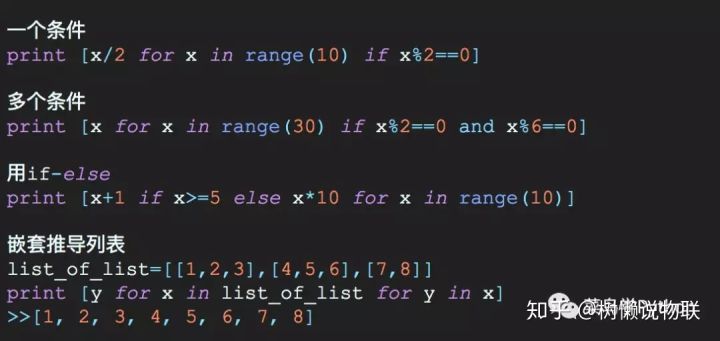 一个条件
print [x/2 for x in range(10) if x%2==0]
多个条件
print [x for x in range(30) if x%2==0 and x%6==0]
用if-else
print [x+1 if x>=5 else x*10 for x in range(10)]
嵌套推导列表
list_of_list=[[1,2,3],[4,5,6],[7,8]]
print [y for x in list_of_list for y in x]
>>[1, 2, 3, 4, 5, 6, 7, 8]
知乎 @树懒说物联